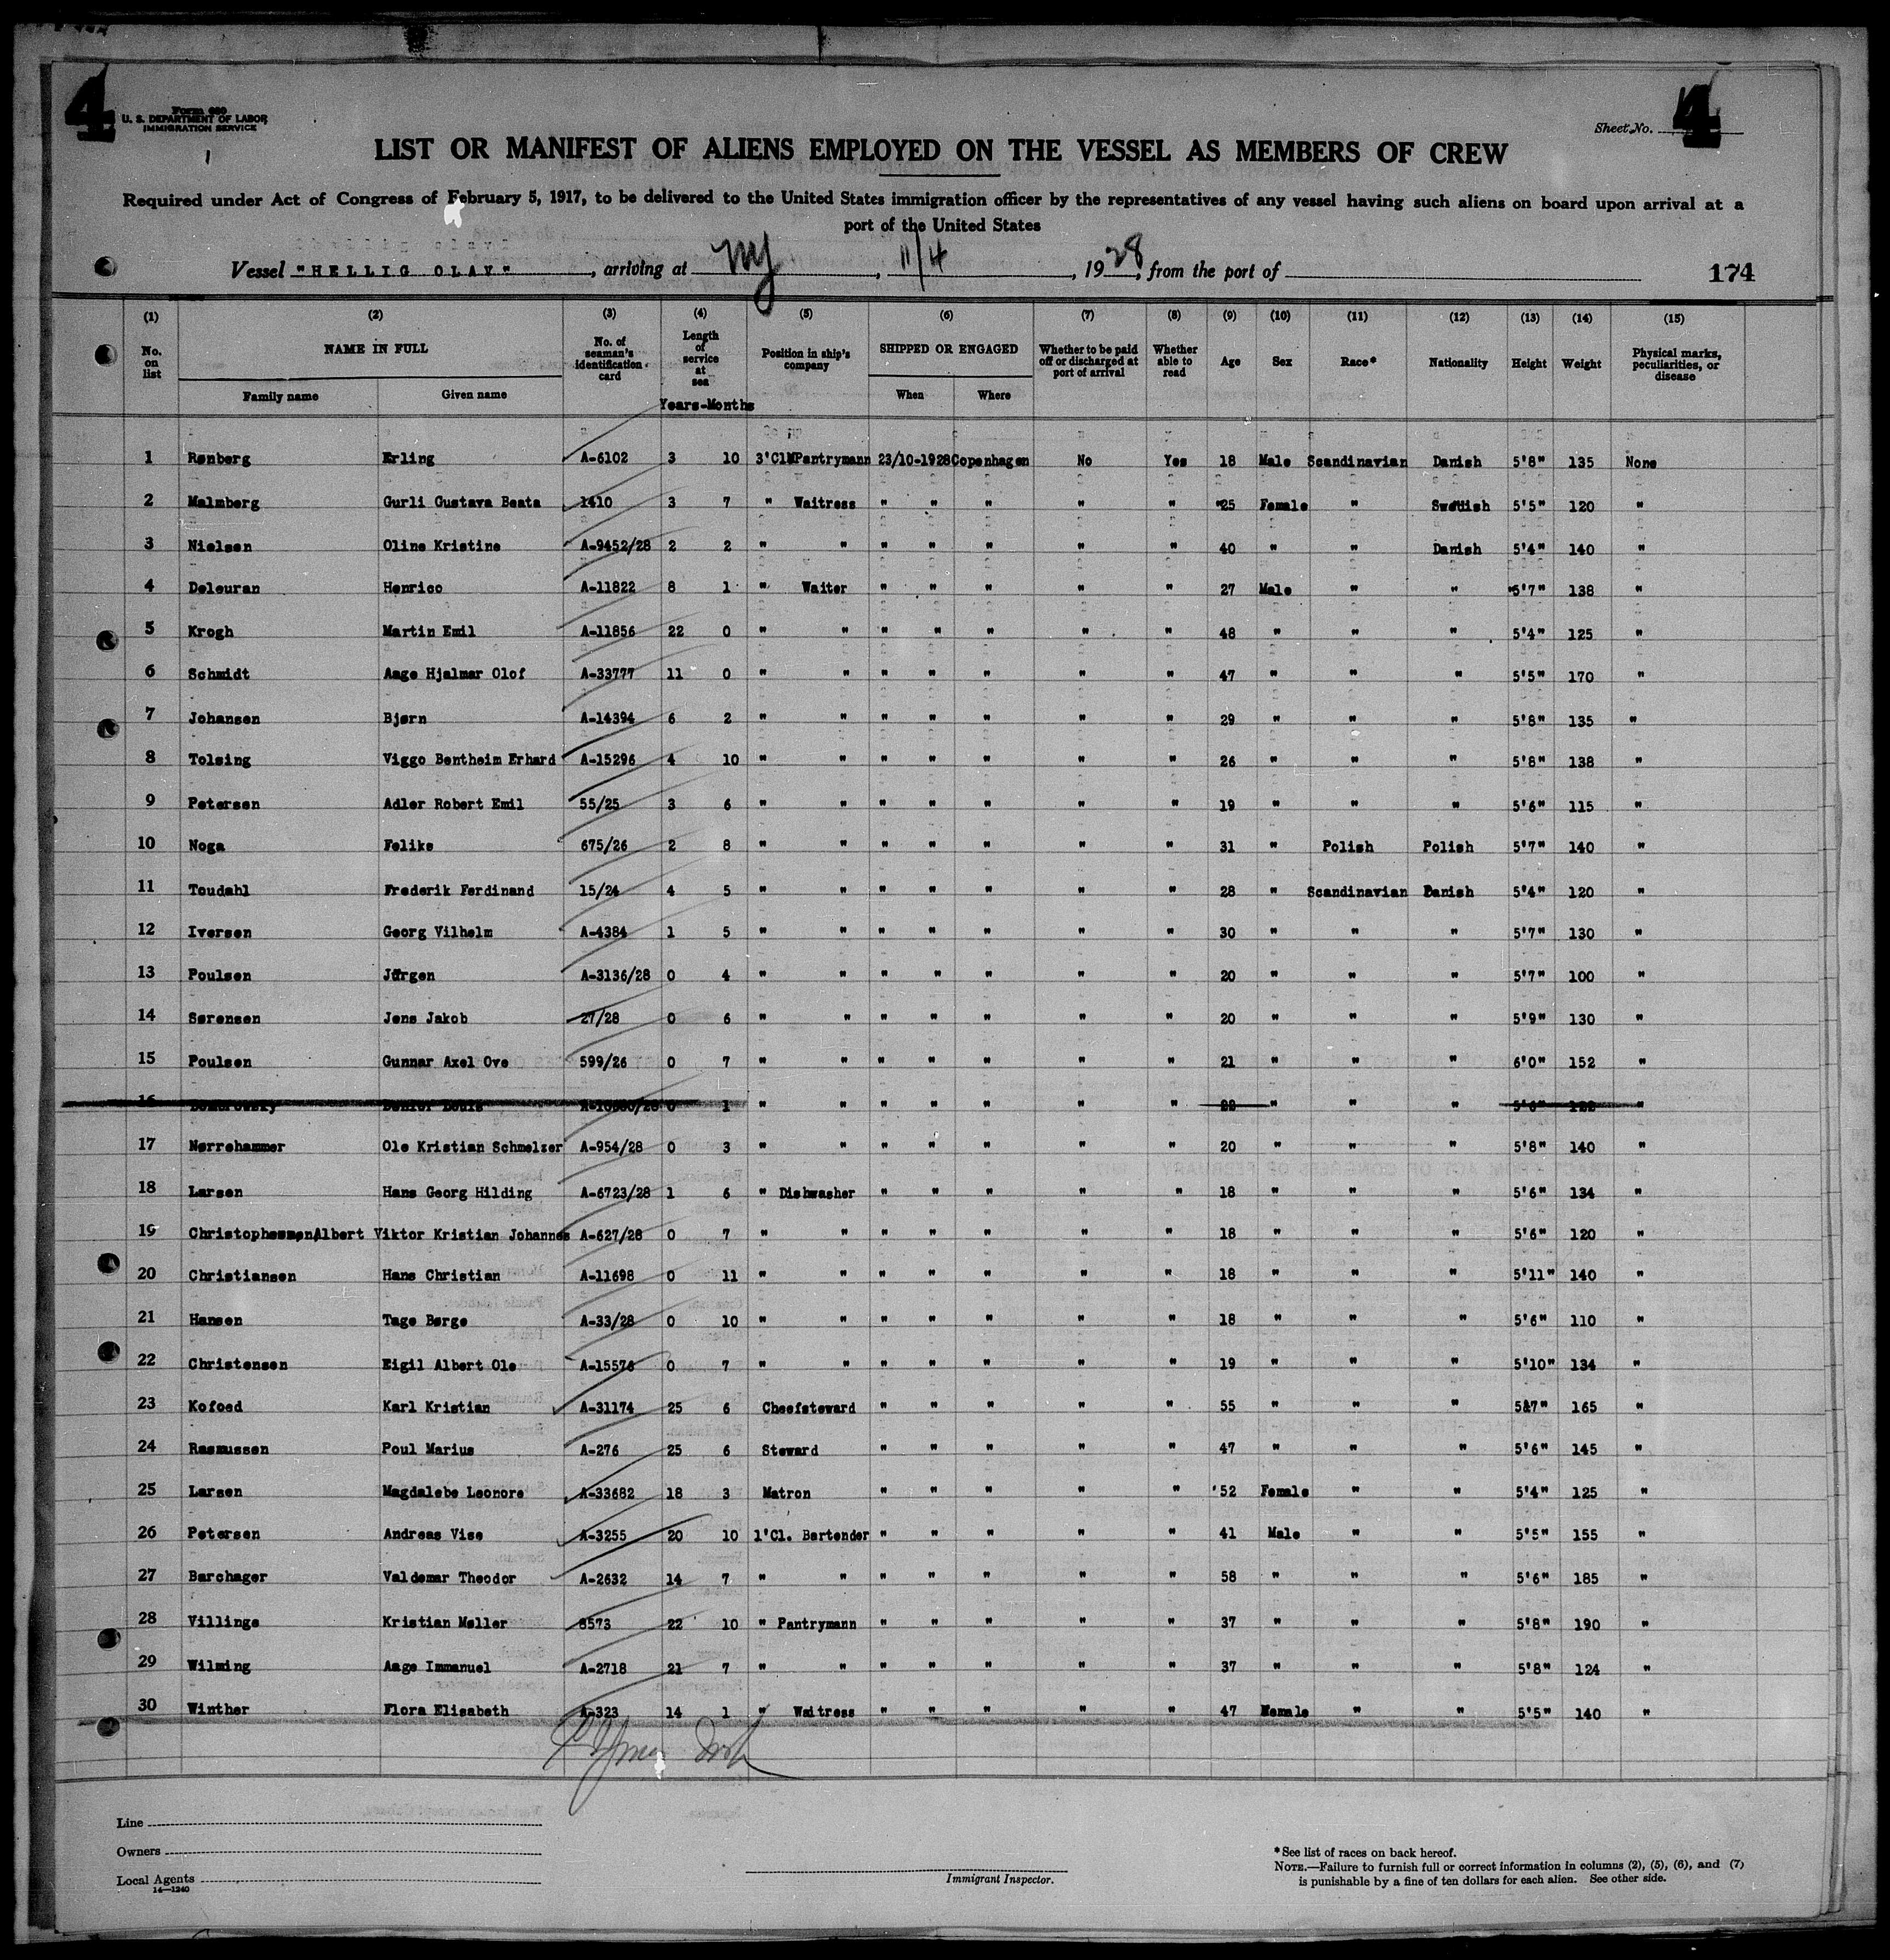 4
Form 680
U. S. DEPARTMENT OF LABOR
IMMIGRATION SERVICE
1
Sheet No. 4
LIST OR MANIFEST OF ALIENS EMPLOYED ON THE VESSEL AS MEMBERS OF CREW
Required under Act of Congress of February 5, 1917, to be delivered to the United States immigration officer by the representatives of any vessel having such aliens on board upon arrival at a
port of the United States
Vessel "HELLIG OLAV", arriving at NY, 11/4, 1928, from the port of
174
(1) (2) (3) (4) (5) (6) (7) (8) (9) (10) (11) (12) (13) (14) (15)
No. on list NAME IN FULL Family name Given name No. of seaman's identification card Length of service at sea Years-Months Position in ship's company SHIPPED OR ENGAGED When Where Whether to be paid off or discharged at port of arrival Whether able to read Age Sex Race* Nationality Height Weight Physical marks, peculiarities, or disease
1 Rønberg Erling A-6102 3 10 3'Cl Pantrymann 23/10-1928 Copenhagen No Yes 18 Male Scandinavian Danish 5'8" 135 None
2 Malmberg Gurli Gustava Beata 1410 3 7 " Waitress " " " " " 25 Female " Swedish 5'5" 120 "
3 Nielsen Oline Kristine A-9452/28 2 2 " " " " " " " 40 " " Danish 5'4" 140 "
4 Deleuran Henrico A-11822 8 1 " Waiter " " " " " 27 Male " " 5'7" 138 "
5 Krogh Martin Emil A-11856 22 0 " " " " " " " 48 " " " 5'4" 125 "
6 Schmidt Aage Hjalmar Olof A-33777 11 0 " " " " " " " 47 " " " 5'5" 170 "
7 Johansen Bjørn A-14394 6 2 " " " " " " " 29 " " " 5'8" 135 "
8 Tolsing Viggo Bentheim Erhard A-15296 4 10 " " " " " " " 26 " " " 5'8" 138 "
9 Petersen Adler Robert Emil 55/25 3 6 " " " " " " " 19 " " " 5'6" 115 "
10 Noga Feliks 675/26 2 8 " " " " " " " 31 " Polish Polish 5'7" 140 "
11 Toudahl Frederik Ferdinand 15/24 4 5 " " " " " " " 28 " Scandinavian Danish 5'4" 120 "
12 Iversen Georg Vilhelm A-4384 1 5 " " " " " " " 30 " " " 5'7" 130 "
13 Poulsen Jørgen A-3136/28 0 4 " " " " " " " 20 " " " 5'7" 100 "
14 Sørensen Jens Jakob 27/28 0 6 " " " " " " " 20 " " " 5'9" 130 "
15 Poulsen Gunnar Axel Ove 599/26 0 7 " " " " " " " 21 " " " 6'0" 152 "
16 0 1 " " " " " " " " " " 5'6" "
17 Nørrehammer Ole Kristian Schmelzer A-954/28 0 3 " " " " " " " 20 " " " 5'8" 140 "
18 Larsen Hans Georg Hilding A-6723/28 1 6 " Dishwasher " " " " " 18 " " " 5'6" 134 "
19 Christophersen, Albert Viktor Kristian Johannes A-627/28 0 7 " " " " " " " 18 " " " 5'6" 120 "
20 Christiansen Hans Christian A-11698 0 11 " " " " " " " 18 " " " 5'11" 140 "
21 Hansen Tage Børge A-33/28 0 10 " " " " " " " 18 " " " 5'6" 110 "
22 Christensen Eigil Albert Ole A-15576 0 7 " " " " " " " 19 " " " 5'10" 134 "
23 Kofoed Karl Kristian A-31174 25 6 Cheefsteward " " " " " 55 " " " 5'7" 165 "
24 Rasmussen Poul Marius A-276 25 6 Steward " " " " " 47 " " " 5'6" 145 "
25 Larsen Magdalebe Leonore A-33682 18 3 Matron " " " " " 52 Female " " 5'4" 125 "
26 Petersen Andreas Vise A-3255 20 10 1'Cl. Bartender " " " " " 41 Male " " 5'5" 155 "
27 Barchager Valdemar Theodor A-2632 14 7 " " " " " " " 58 " " " 5'6" 185 "
28 Villinge Kristian Møller 8573 22 10 " Pantrymann " " " " " 37 " " " 5'8" 190 "
29 Wilming Aage Immanuel A-2718 21 7 " " " " " " " 37 " " " 5'8" 124 "
30 Winther Flora Elisabeth A-323 14 1 " Waitress " " " " " 47 Female " " 5'5" 140 "
Line
Owners
Local Agents
14—1240
Immigrant Inspector.
*See list of races on back hereof.
NOTE.—Failure to furnish full or correct information in columns (2), (5), (6), and (7)
is punishable by a fine of ten dollars for each alien. See other side.